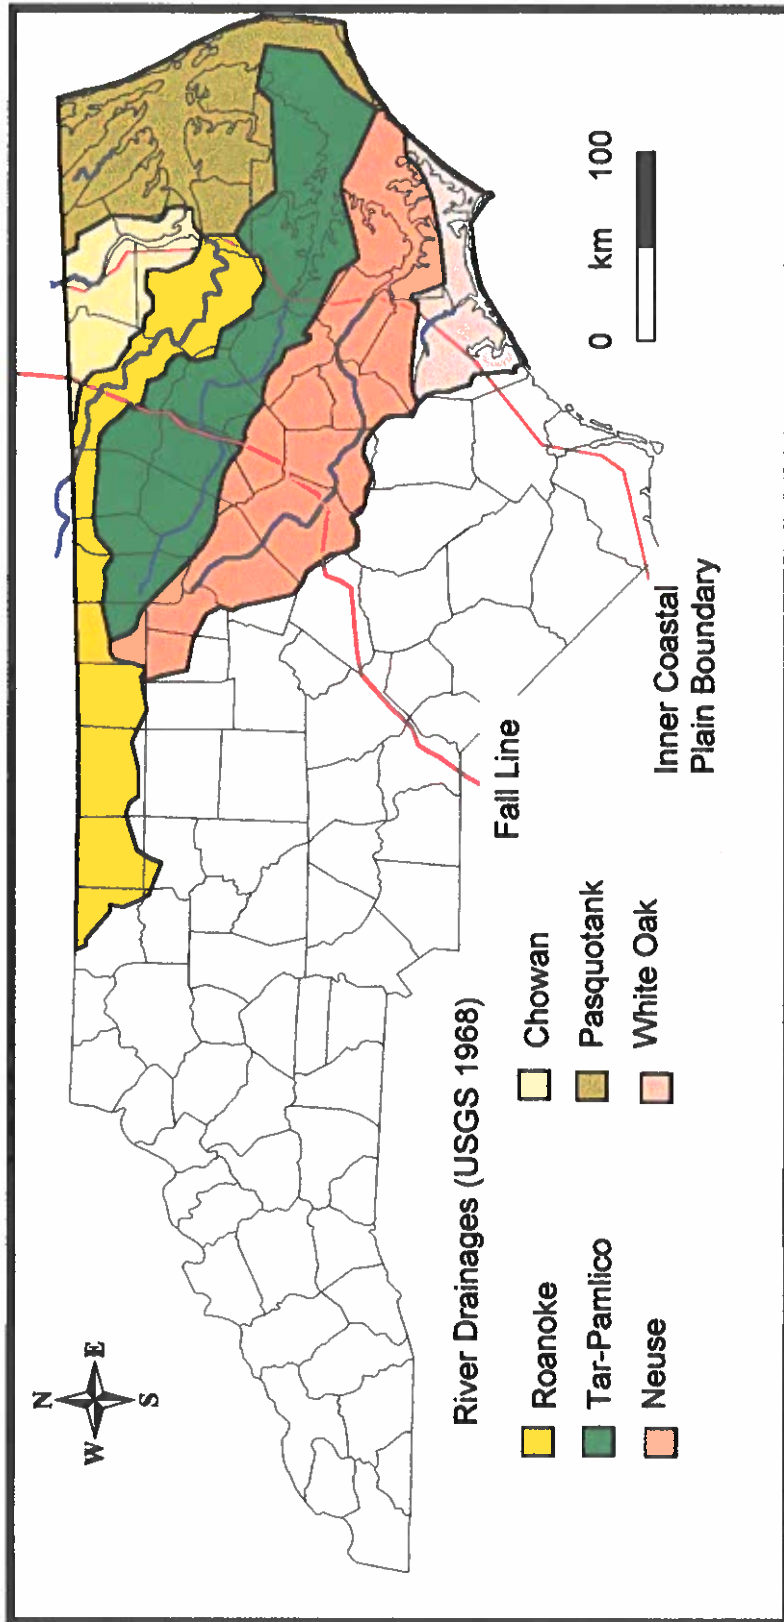 N
W E
S
River Drainages (USGS 1968)
Roanoke
Tar-Pamlico
Neuse
Chowan
Pasquotank
White Oak
Fall Line
Inner Coastal
Plain Boundary
0 km 100